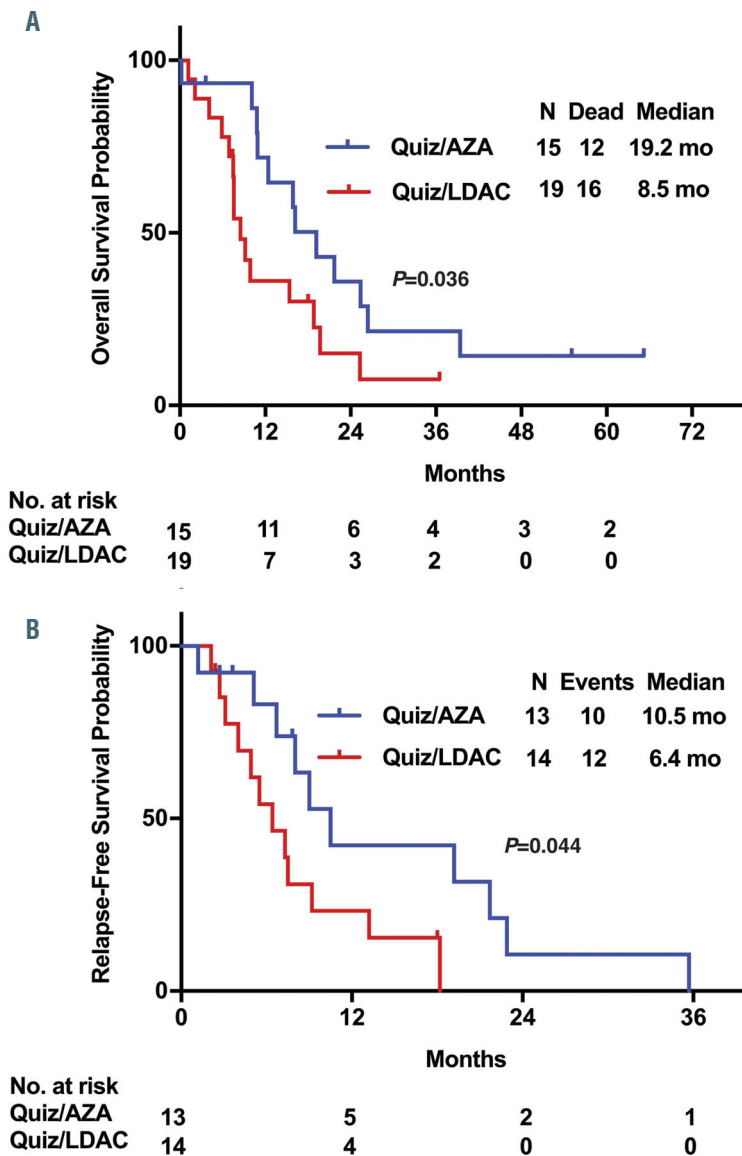 A
Overall Survival Probability
100
50
0
N Dead Median
Quiz/AZA 15 12 19.2 mo
Quiz/LDAC 19 16 8.5 mo
P=0.036
0 12 24 36 48 60 72
Months
No. at risk
Quiz/AZA 15 11 6 4 3 2
Quiz/LDAC 19 7 3 2 0 0
B
Relapse-Free Survival Probability
100
50
0
N Events Median
Quiz/AZA 13 10 10.5 mo
Quiz/LDAC 14 12 6.4 mo
P=0.044
0 12 24 36
Months
No. at risk
Quiz/AZA 13 5 2 1
Quiz/LDAC 14 4 0 0